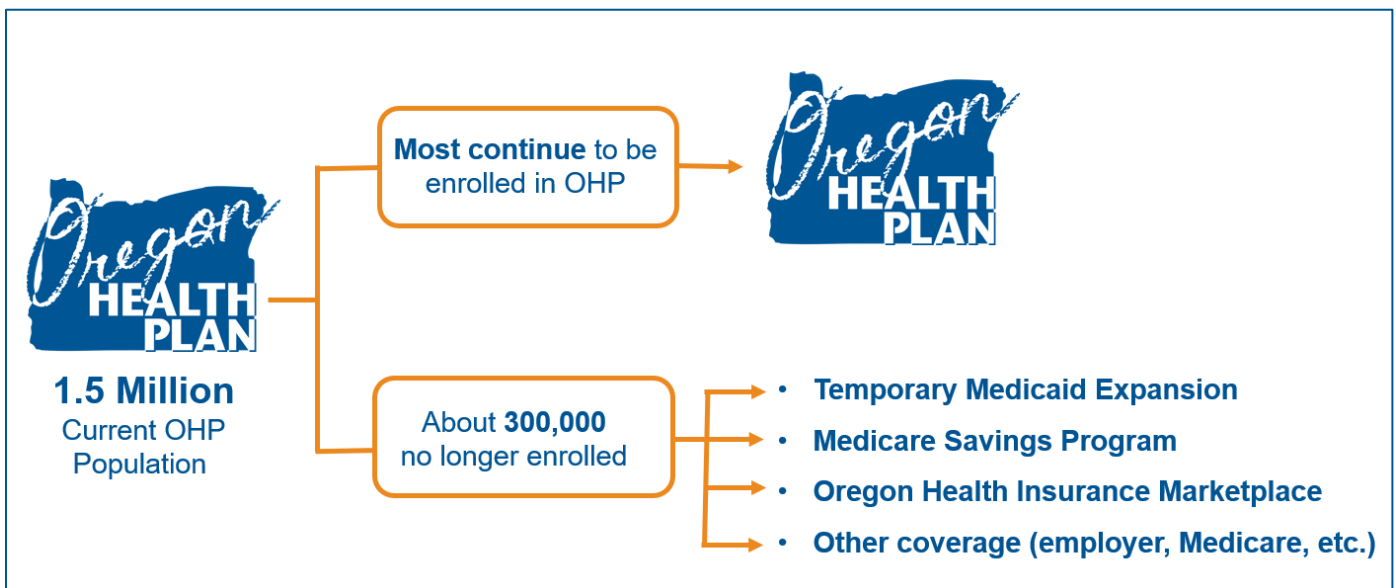 Oregon
HEALTH
PLAN
1.5 Million
Current OHP
Population
Most continue to be
enrolled in OHP
Oregon
HEALTH
PLAN
About 300,000
no longer enrolled
• Temporary Medicaid Expansion
• Medicare Savings Program
• Oregon Health Insurance Marketplace
• Other coverage (employer, Medicare, etc.)